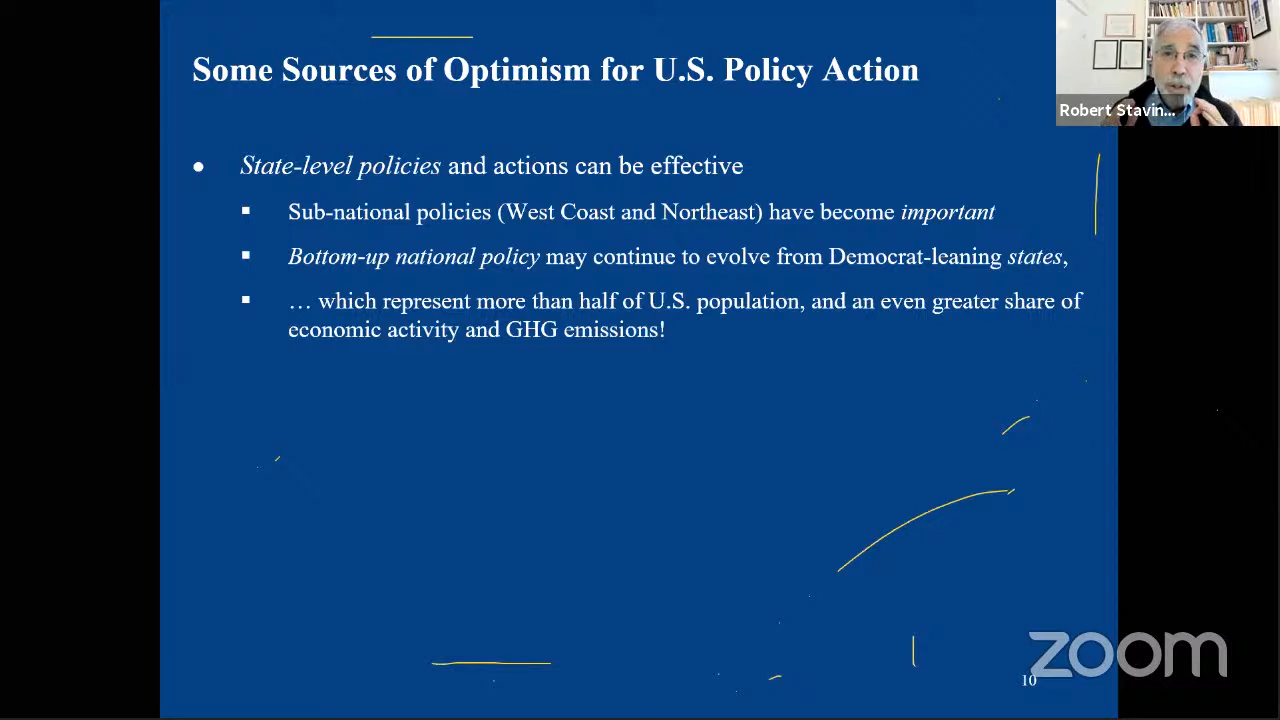 Some Sources of Optimism for U.S. Policy Action
Robert Stavin...
● State-level policies and actions can be effective
▪ Sub-national policies (West Coast and Northeast) have become important
▪ Bottom-up national policy may continue to evolve from Democrat-leaning states,
▪ … which represent more than half of U.S. population, and an even greater share of
economic activity and GHG emissions!
zoom
10